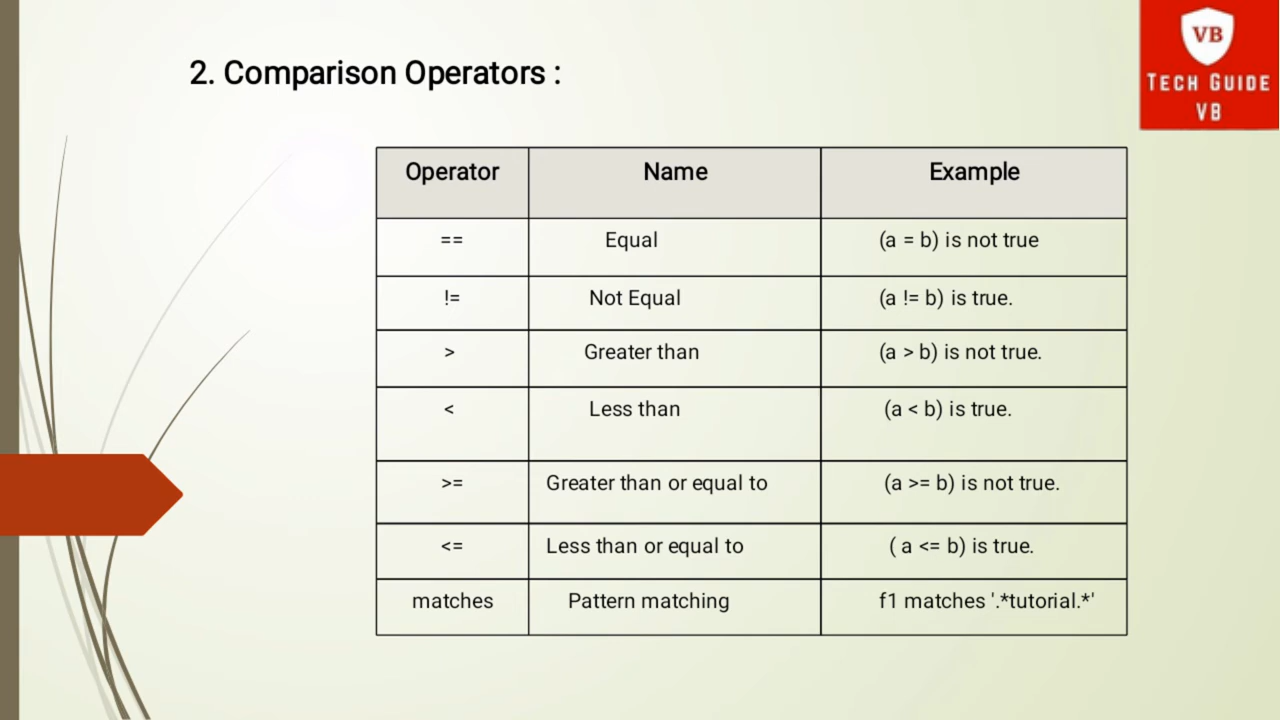 VB
TECH GUIDE
VB
2. Comparison Operators :
Operator Name Example
== Equal (a = b) is not true
!= Not Equal (a != b) is true.
> Greater than (a > b) is not true.
< Less than (a < b) is true.
>= Greater than or equal to (a >= b) is not true.
<= Less than or equal to ( a <= b) is true.
matches Pattern matching f1 matches '.*tutorial.*'